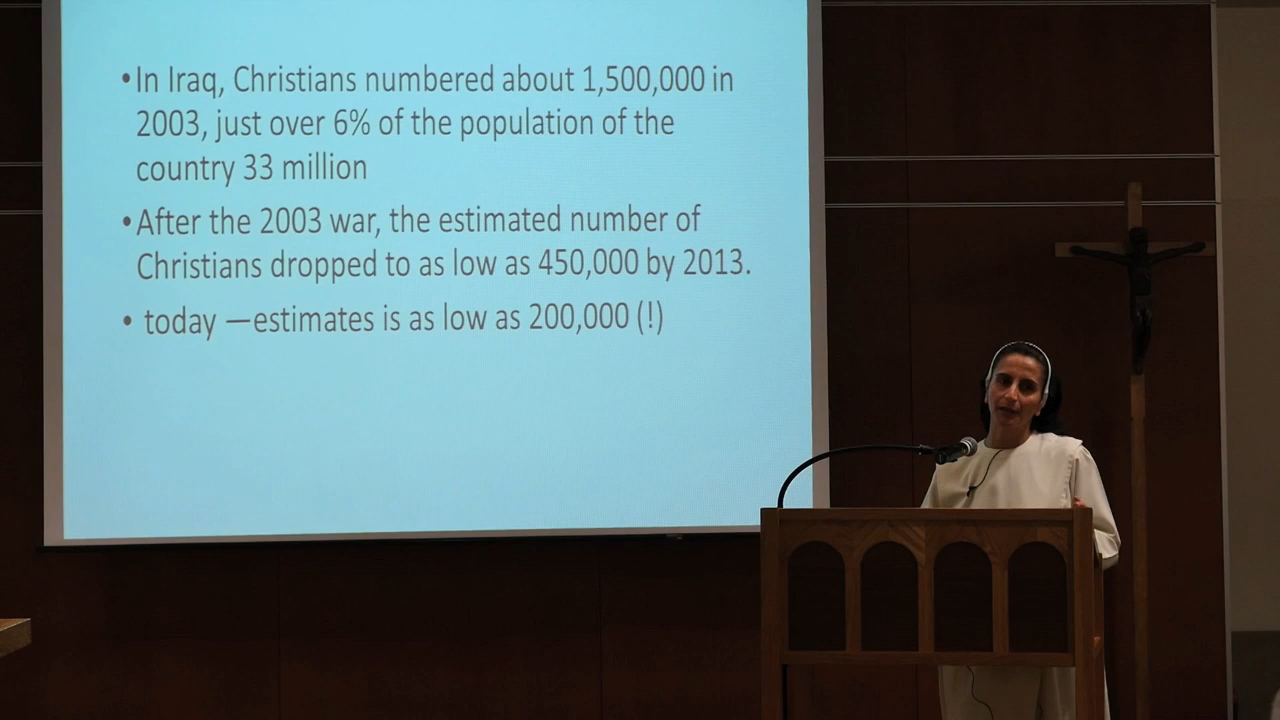 •In Iraq, Christians numbered about 1,500,000 in
2003, just over 6% of the population of the
country 33 million
•After the 2003 war, the estimated number of
Christians dropped to as low as 450,000 by 2013.
• today —estimates is as low as 200,000 (!)